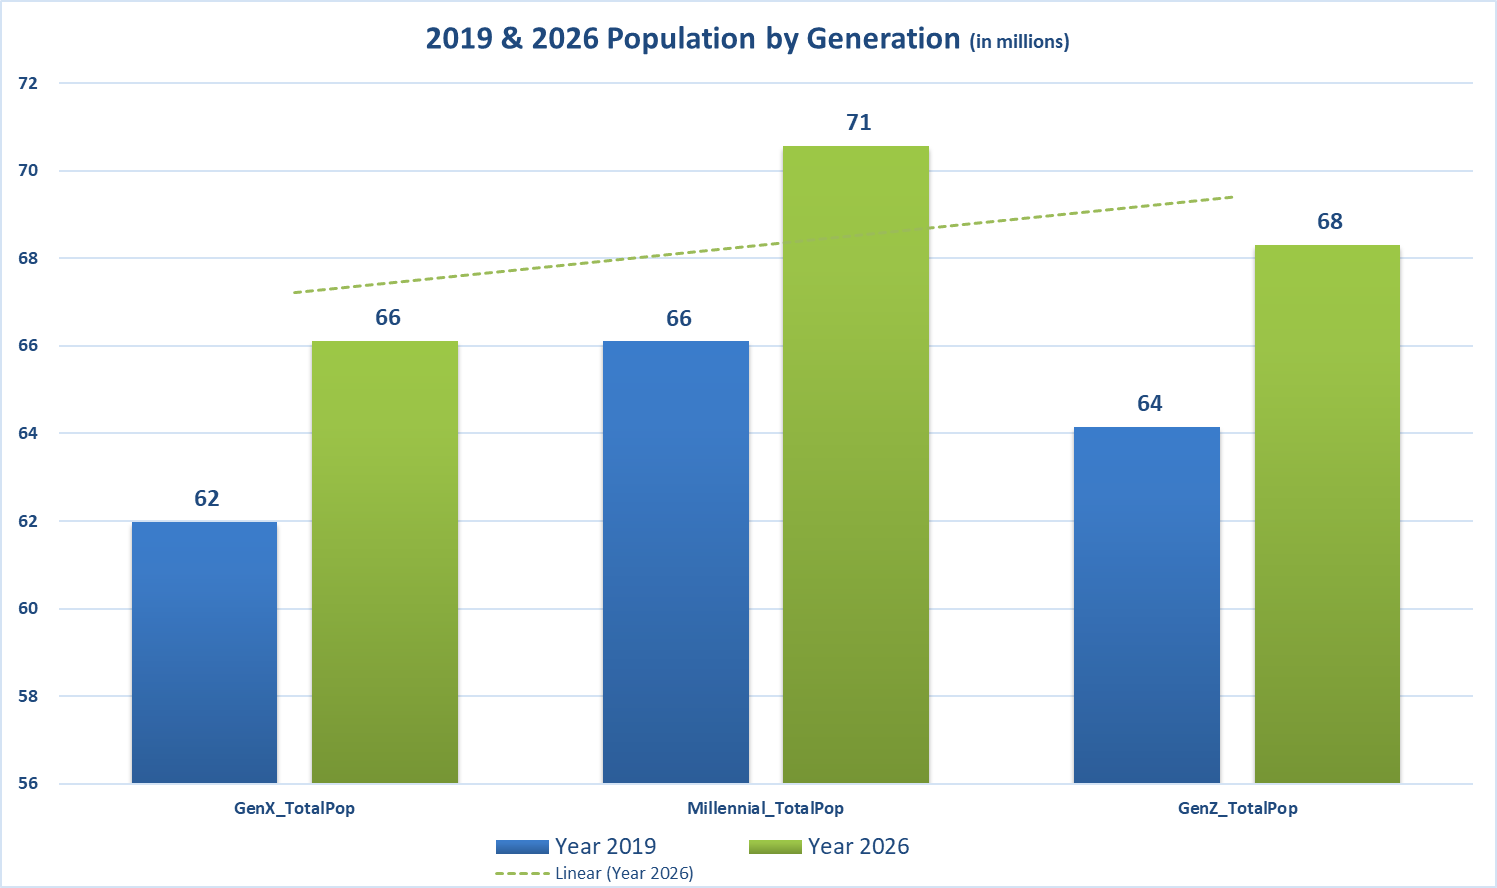 2019 & 2026 Population by Generation (in millions)
72
70
68
66
64
62
60
58
56
62
66
66
71
64
68
GenX_TotalPop
Millennial_TotalPop
GenZ_TotalPop
Year 2019
Year 2026
Linear (Year 2026)